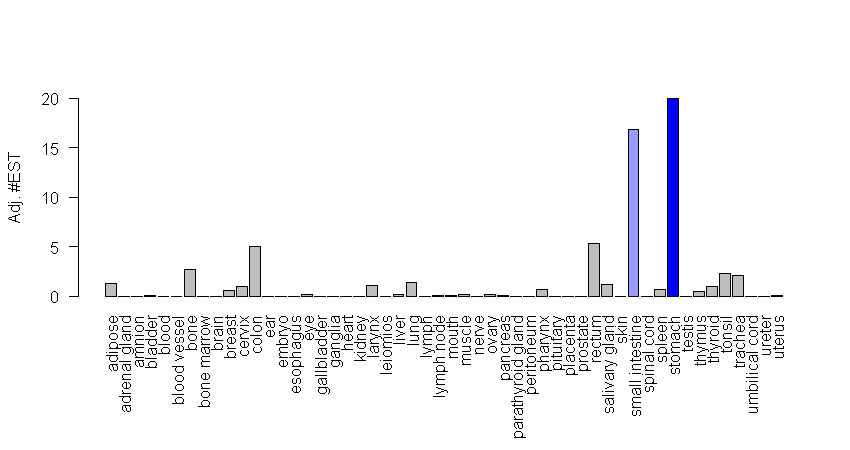 Adj. #EST
20
15
10
5
0
adipose
adrenal gland
amnion
bladder
blood
blood vessel
bone
bone marrow
brain
breast
cervix
colon
ear
embryo
esophagus
eye
gallbladder
ganglia
heart
kidney
larynx
leiomios
liver
lung
lymph
lymph node
mouth
muscle
nerve
ovary
pancreas
parathyroid gland
peritoneum
pharynx
pituitary
placenta
prostate
rectum
salivary gland
skin
small intestine
spinal cord
spleen
stomach
testis
thymus
thyroid
tonsil
trachea
umbilical cord
ureter
uterus